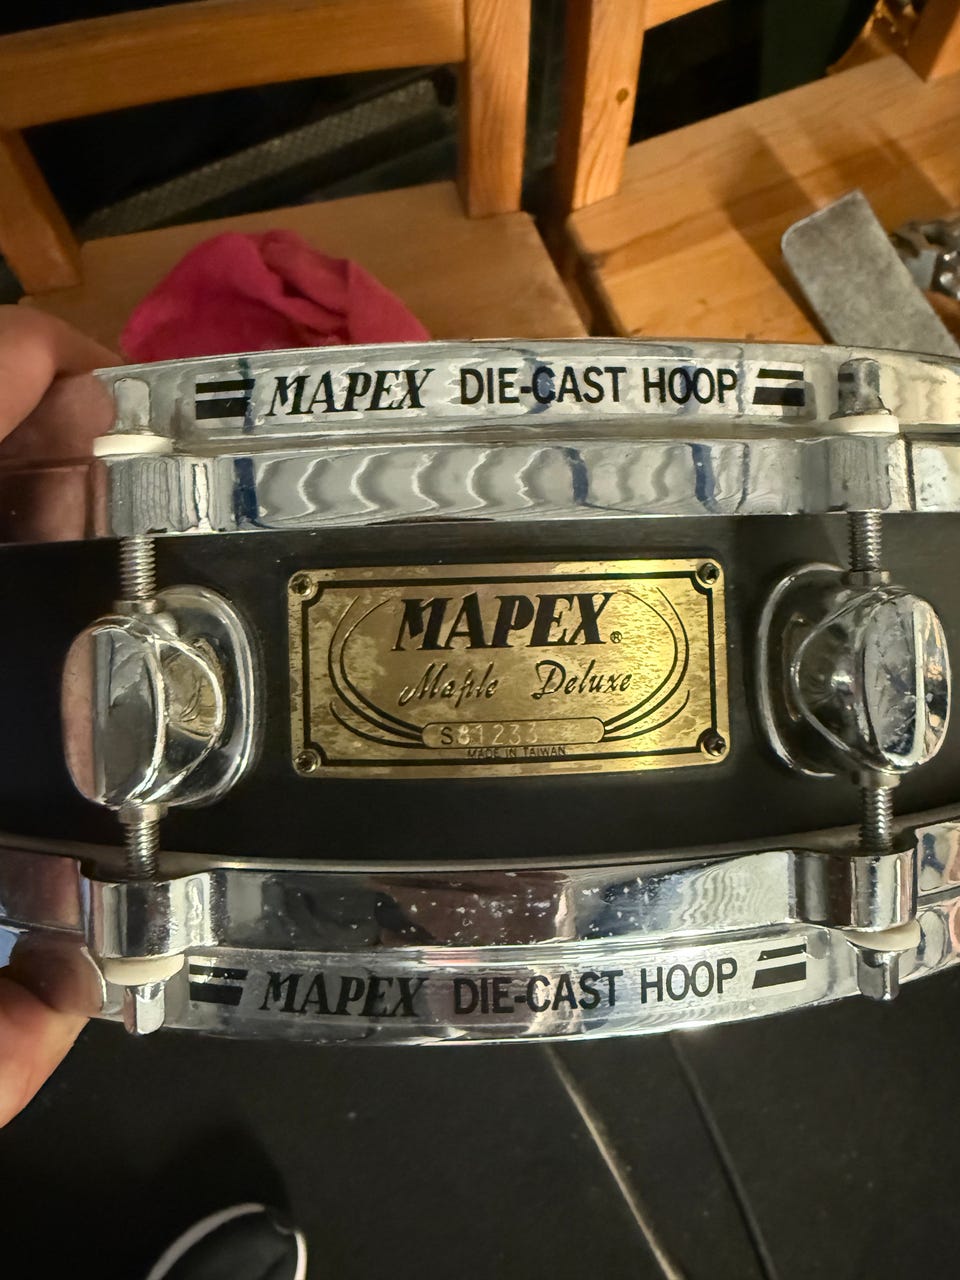 MAPEX DIE-CAST HOOP
MAPEX®
Maple Deluxe
MADE IN TAIWAN
MAPEX DIE-CAST HOOP